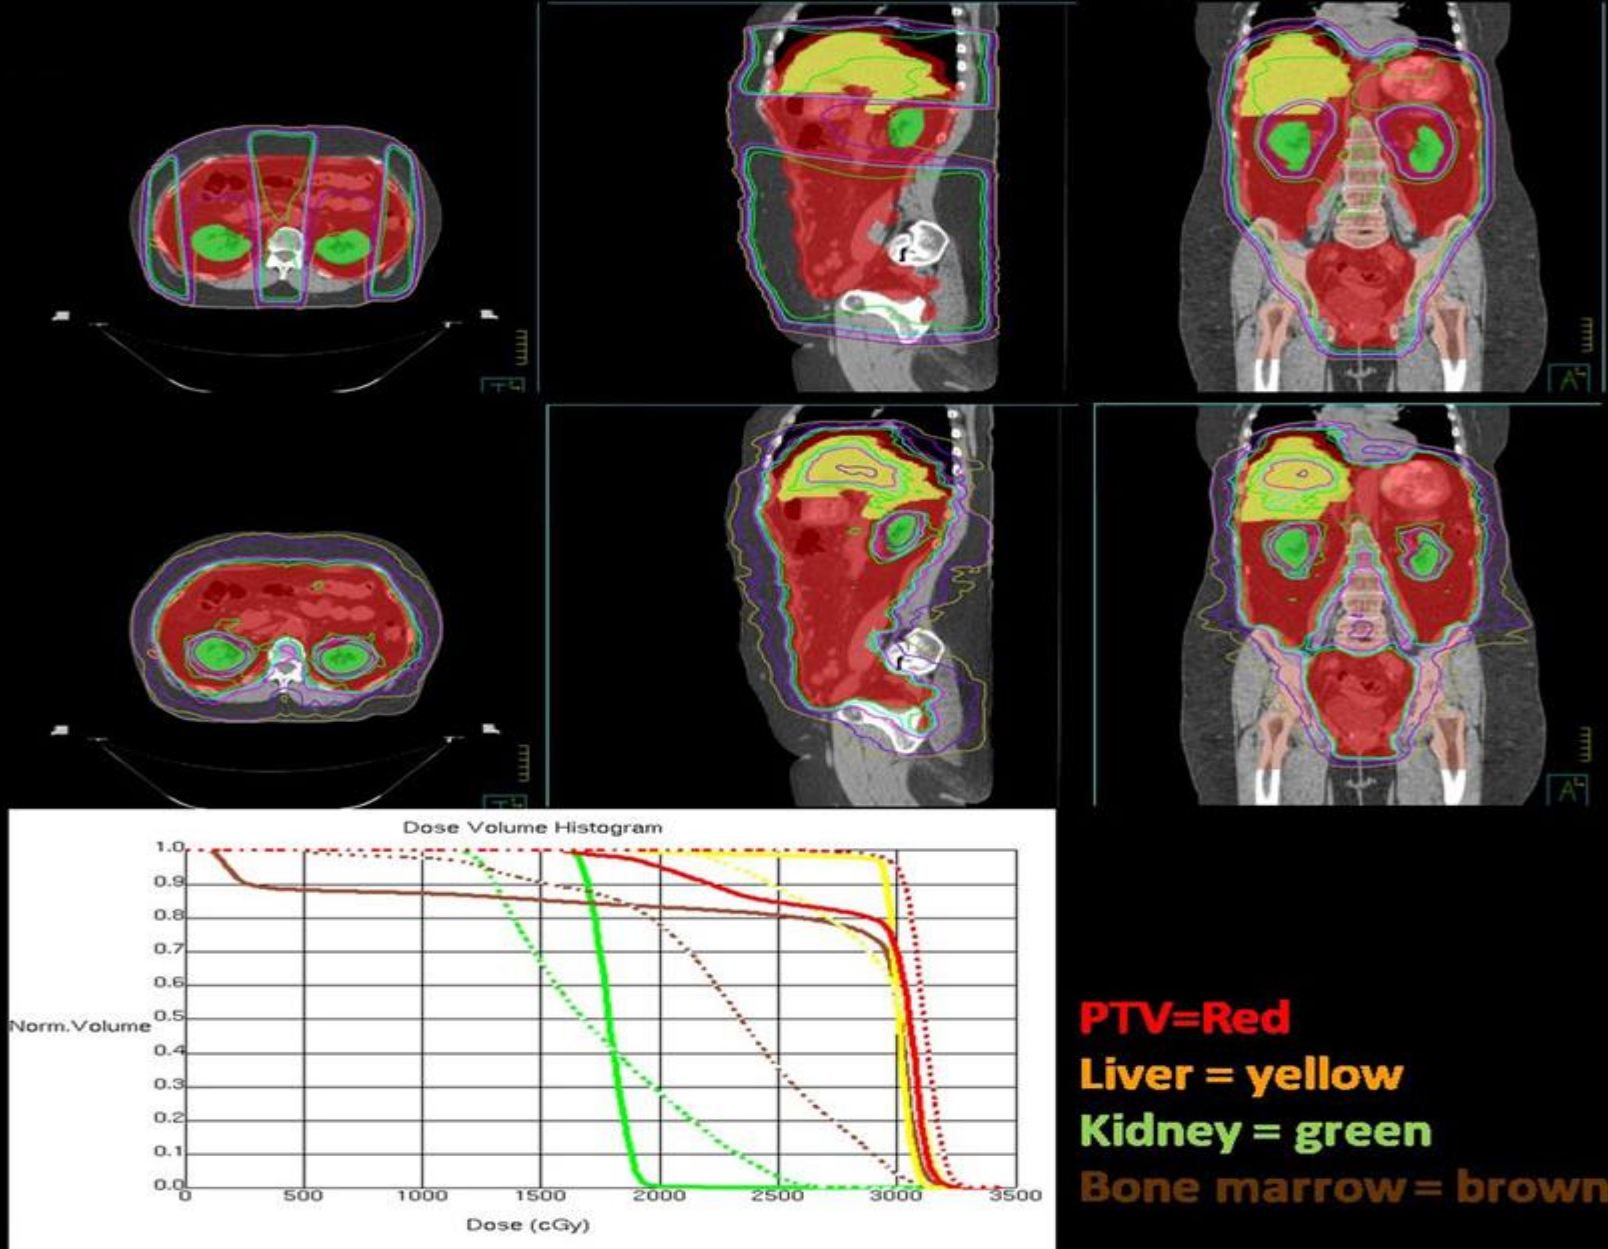 Dose Volume Histogram
1.0
0.9
0.8
0.7
0.6
Norm.Volume 0.5
0.4
0.3
0.2
0.1
0.0
0 500 1000 1500 2000 2500 3000 3500
Dose (cGy)
PTV=Red
Liver = yellow
Kidney = green
Bone marrow = brown